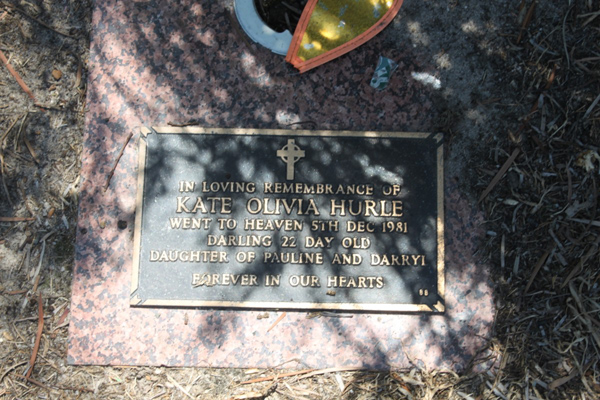 IN LOVING REMEMBRANCE OF
KATE OLIVIA HURLE
WENT TO HEAVEN 5TH DEC 1981
DARLING 22 DAY OLD
DAUGHTER OF PAULINE AND DARRYl
FOREVER IN OUR HEARTS